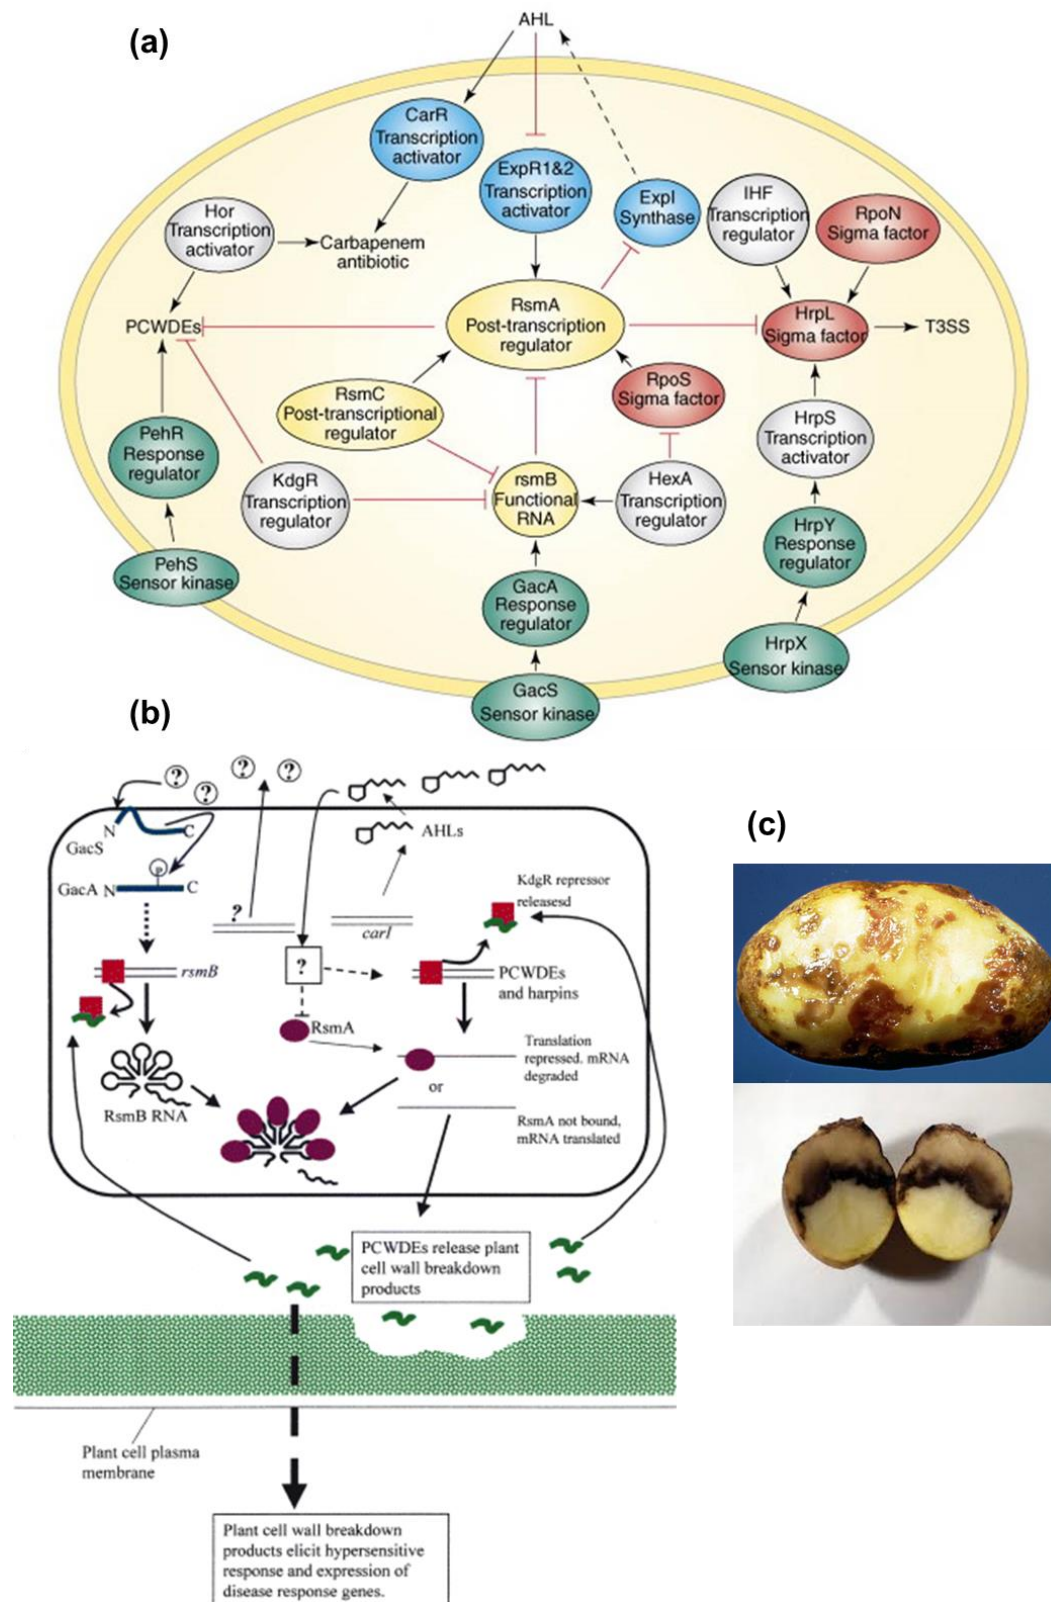 (a)
AHL
CarR
Transcription
activator
ExpR1&2
Transcription
activator
ExpI
Synthase
IHF
Transcription
regulator
RpoN
Sigma factor
Hor
Transcription
activator
Carbapenem
antibiotic
RsmA
Post-transcription
regulator
HrpL
Sigma factor
T3SS
PCWDEs
RsmC
Post-transcriptional
regulator
RpoS
Sigma factor
HrpS
Transcription
activator
PehR
Response
regulator
KdgR
Transcription
regulator
rsmB
Functional
RNA
HexA
Transcription
regulator
HrpY
Response
regulator
PehS
Sensor kinase
GacA
Response
regulator
HrpX
Sensor kinase
GacS
Sensor kinase
(b)
?
?
?
?
N
C
GacS
AHLs
P
GacA N
C
?
carI
KdgR repressor
releasesd
rsmB
?
PCWDEs
and harpins
RsmA
Translation
repressed. mRNA
degraded
or
RsmB RNA
RsmA not bound,
mRNA translated
PCWDEs release plant
cell wall breakdown
products
Plant cell plasma
membrane
Plant cell wall breakdown
products elicit hypersensitive
response and expression of
disease response genes.
(c)